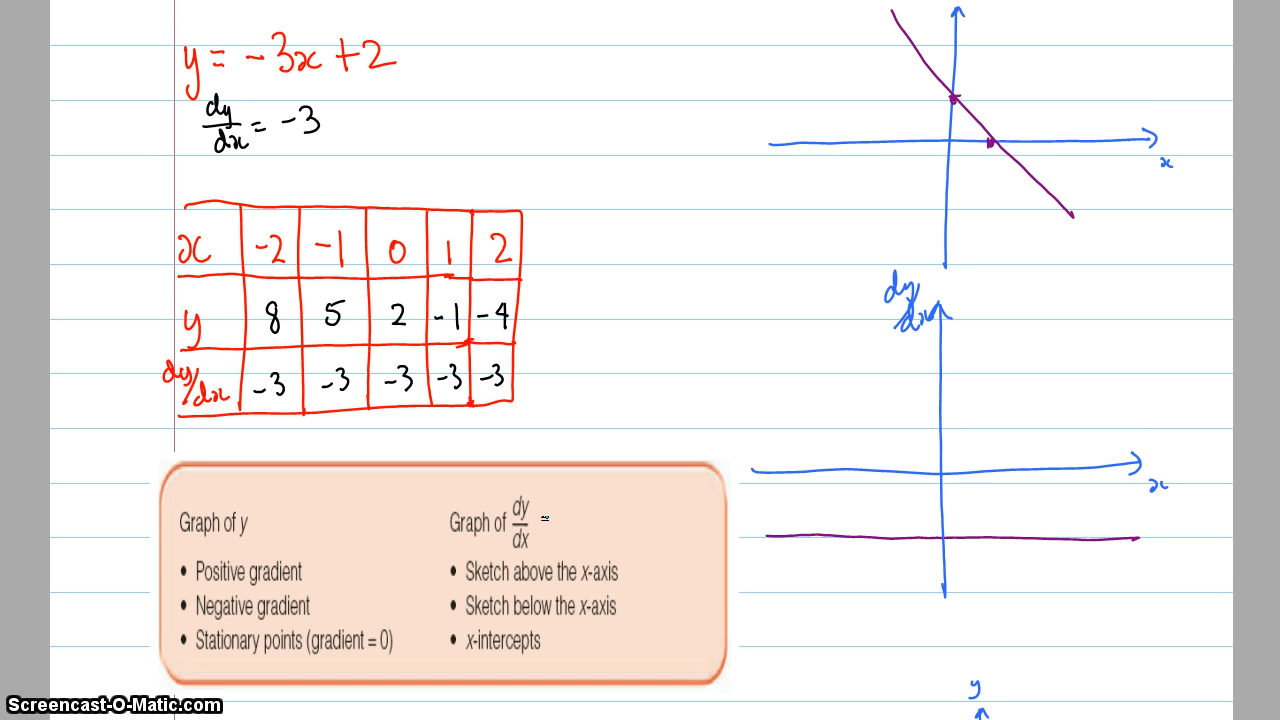 y = -3x + 2
dy/dx = -3
x -2 -1 0 1 2
y 8 5 2 -1 -4
dy/dx -3 -3 -3 -3 -3
Graph of y
• Positive gradient
• Negative gradient
• Stationary points (gradient = 0)
Graph of dy/dx =
• Sketch above the x-axis
• Sketch below the x-axis
• x-intercepts
x
dy/dx
x
y
Screencast-O-Matic.com